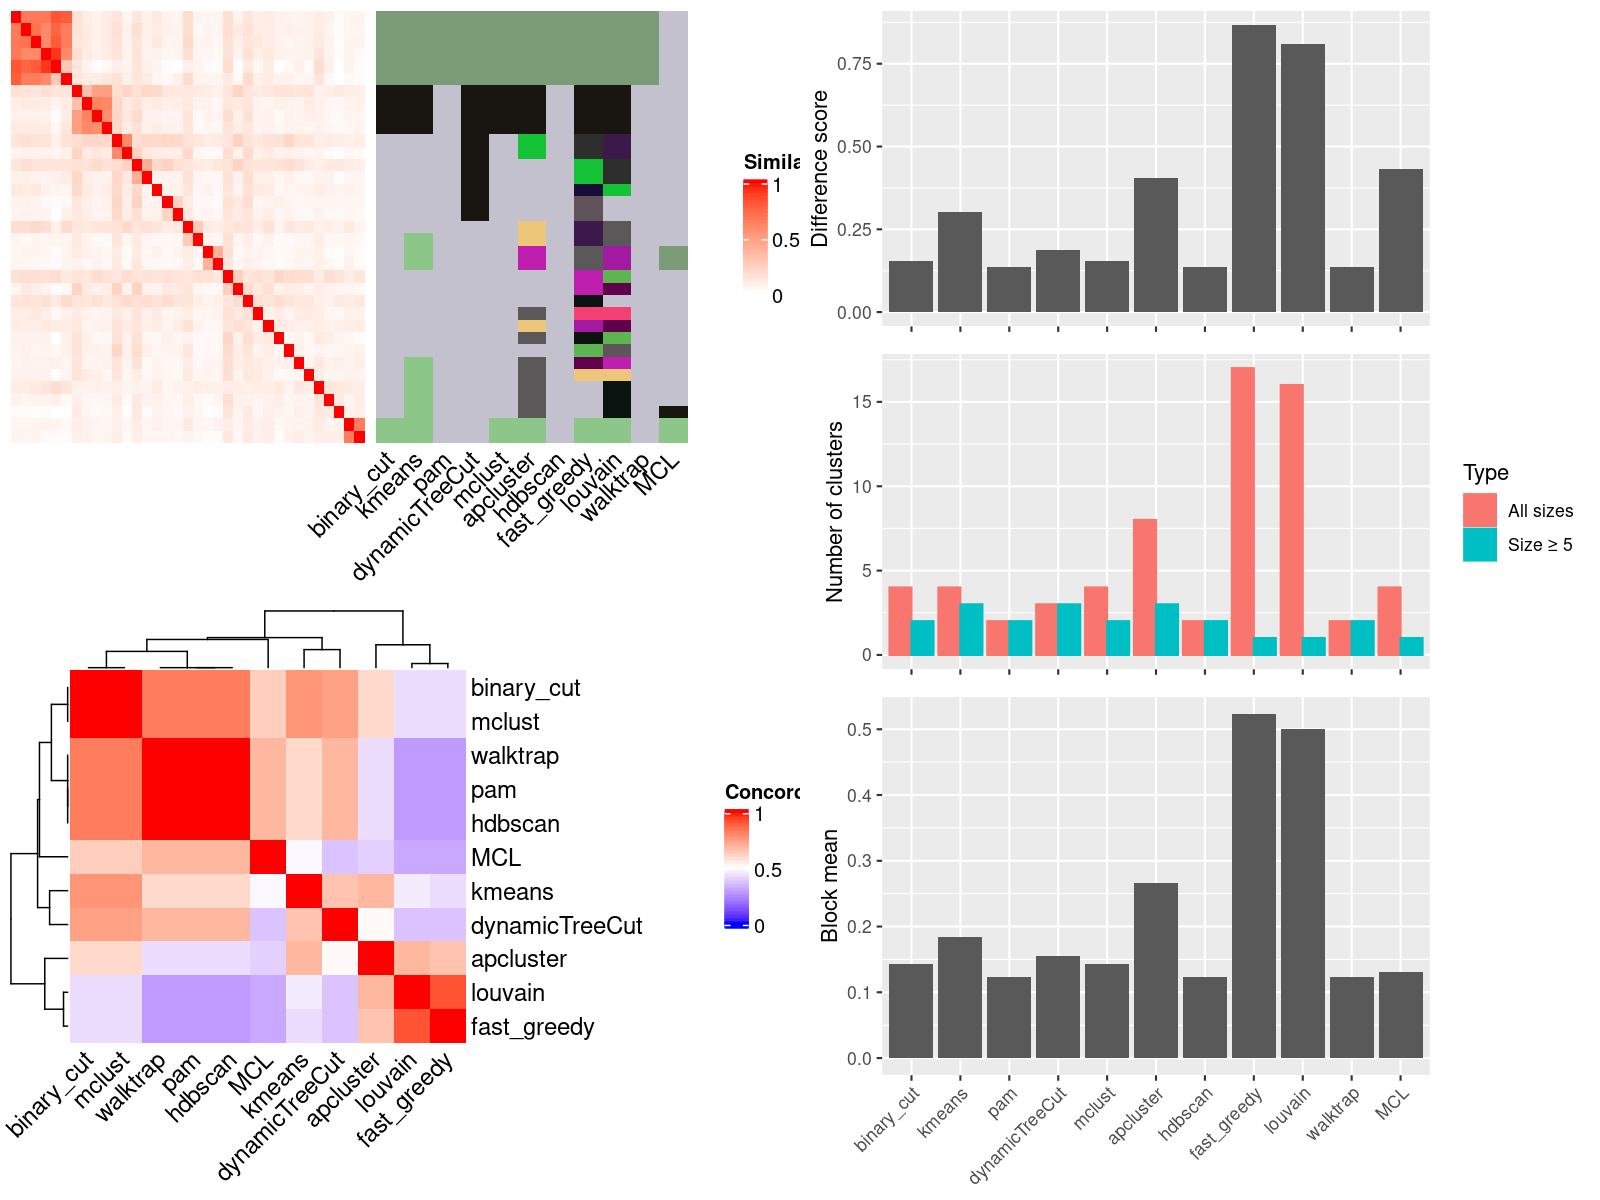 Simila
1
0.5
0
binary_cut
kmeans
pam
dynamicTreeCut
mclust
apcluster
hdbscan
fast_greedy
louvain
walktrap
MCL
binary_cut
mclust
walktrap
pam
hdbscan
MCL
kmeans
dynamicTreeCut
apcluster
louvain
fast_greedy
Concor
1
0.5
0
binary_cut
mclust
walktrap
pam
hdbscan
MCL
kmeans
dynamicTreeCut
apcluster
louvain
fast_greedy
Difference score
0.75
0.50
0.25
0.00
Number of clusters
15
10
5
0
Type
All sizes
Size ≥ 5
Block mean
0.5
0.4
0.3
0.2
0.1
0.0
binary_cut
kmeans
pam
dynamicTreeCut
mclust
apcluster
hdbscan
fast_greedy
louvain
walktrap
MCL